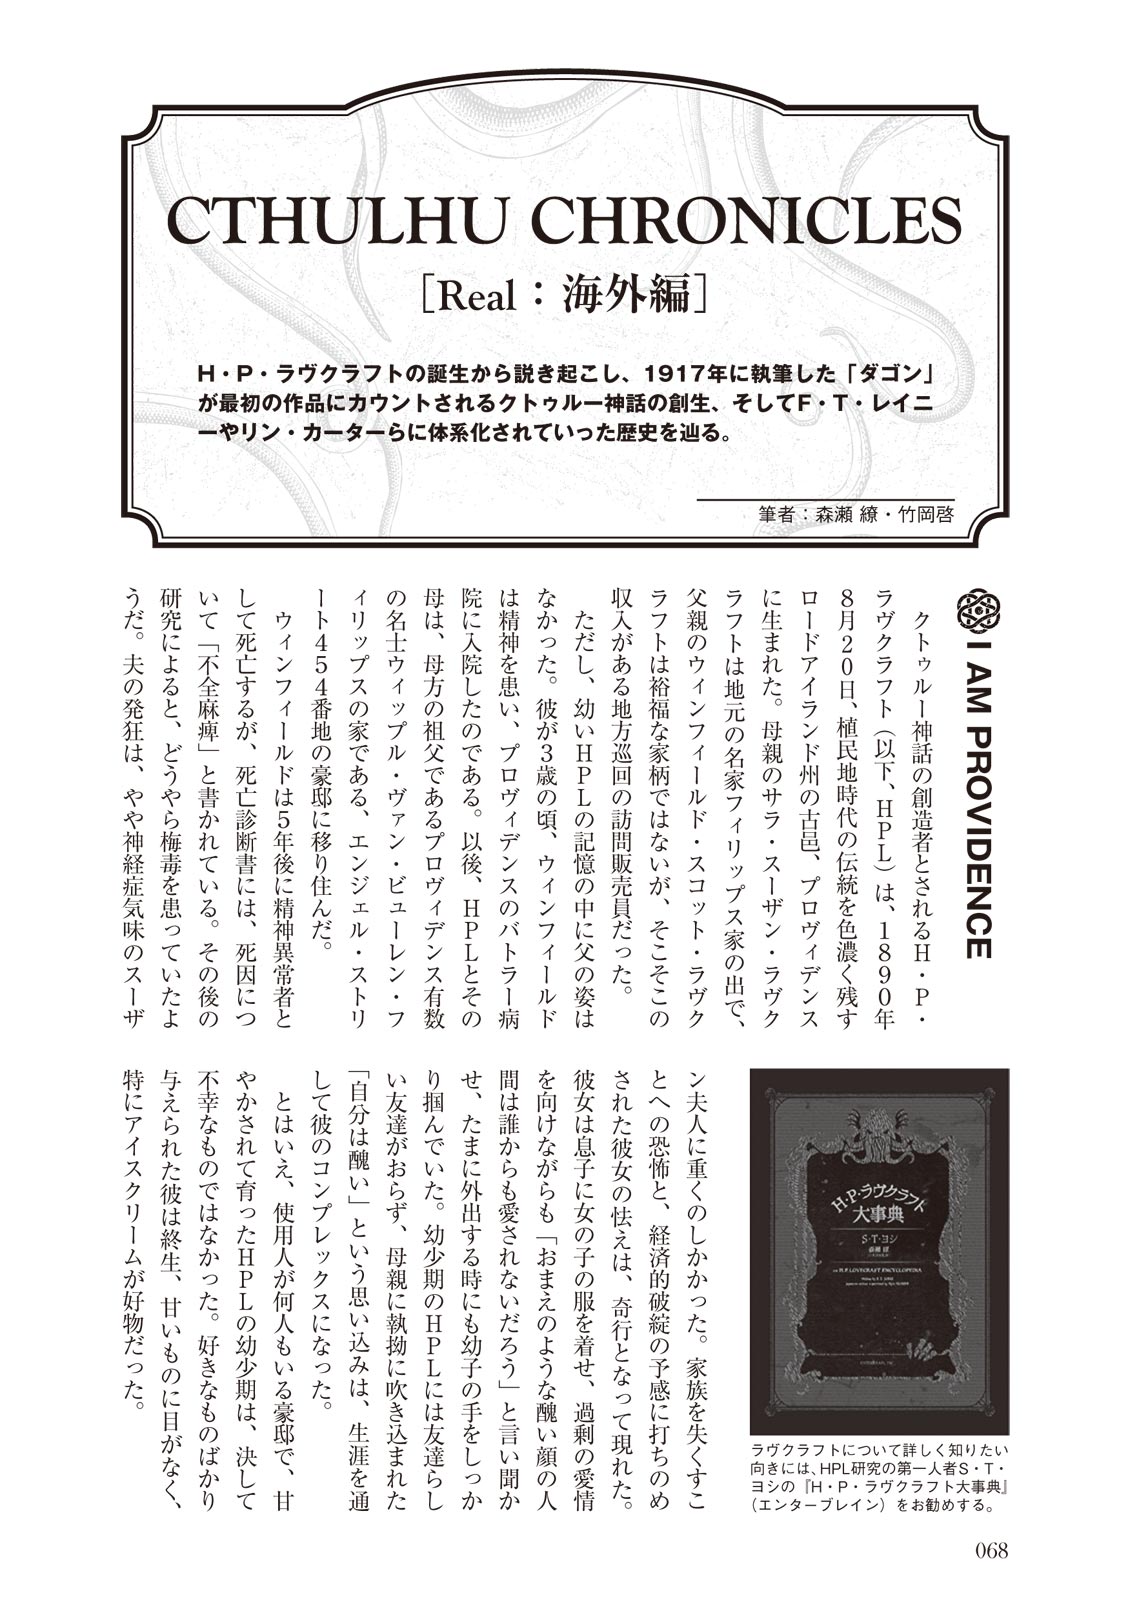 CTHULHU CHRONICLES
［Real：海外編］
H・P・ラヴクラフトの誕生から説き起こし、1917年に執筆した「ダゴン」
が最初の作品にカウントされるクトゥルー神話の創生、そしてF・T・レイニ
ーやリン・カーターらに体系化されていった歴史を辿る。
筆者：森瀬 繚・竹岡啓
I AM PROVIDENCE
クトゥルー神話の創造者とされるH・P・
ラヴクラフト（以下、HPL）は、1890年
8月20日、植民地時代の伝統を色濃く残す
ロードアイランド州の古邑、プロヴィデンス
に生まれた。母親のサラ・スーザン・ラヴク
ラフトは地元の名家フィリップス家の出で、
父親のウィンフィールド・スコット・ラヴク
ラフトは裕福な家柄ではないが、そこそこの
収入がある地方巡回の訪問販売員だった。
ただし、幼いHPLの記憶の中に父の姿は
なかった。彼が3歳の頃、ウィンフィールド
は精神を患い、プロヴィデンスのバトラー病
院に入院したのである。以後、HPLとその
母は、母方の祖父であるプロヴィデンス有数
の名士ウィップル・ヴァン・ビューレン・フ
ィリップスの家である、エンジェル・ストリ
ート454番地の豪邸に移り住んだ。
ウィンフィールドは5年後に精神異常者と
して死亡するが、死亡診断書には、死因につ
いて「不全麻痺」と書かれている。その後の
研究によると、どうやら梅毒を患っていたよ
うだ。夫の発狂は、やや神経症気味のスーザ
ン夫人に重くのしかかった。家族を失くすこ
とへの恐怖と、経済的破綻の予感に打ちのめ
された彼女の怯えは、奇行となって現れた。
彼女は息子に女の子の服を着せ、過剰の愛情
を向けながらも「おまえのような醜い顔の人
間は誰からも愛されないだろう」と言い聞か
せ、たまに外出する時にも幼子の手をしっか
り掴んでいた。幼少期のHPLには友達らし
い友達がおらず、母親に執拗に吹き込まれた
「自分は醜い」という思い込みは、生涯を通
して彼のコンプレックスになった。
とはいえ、使用人が何人もいる豪邸で、甘
やかされて育ったHPLの幼少期は、決して
不幸なものではなかった。好きなものばかり
与えられた彼は終生、甘いものに目がなく、
特にアイスクリームが好物だった。
H・P・ラヴクラフト
大事典
S・T・ヨシ
森瀬 繚
AN H.P. LOVECRAFT ENCYCLOPEDIA
ラヴクラフトについて詳しく知りたい
向きには、HPL研究の第一人者S・T・
ヨシの『H・P・ラヴクラフト大事典』
（エンターブレイン）をお勧めする。
068